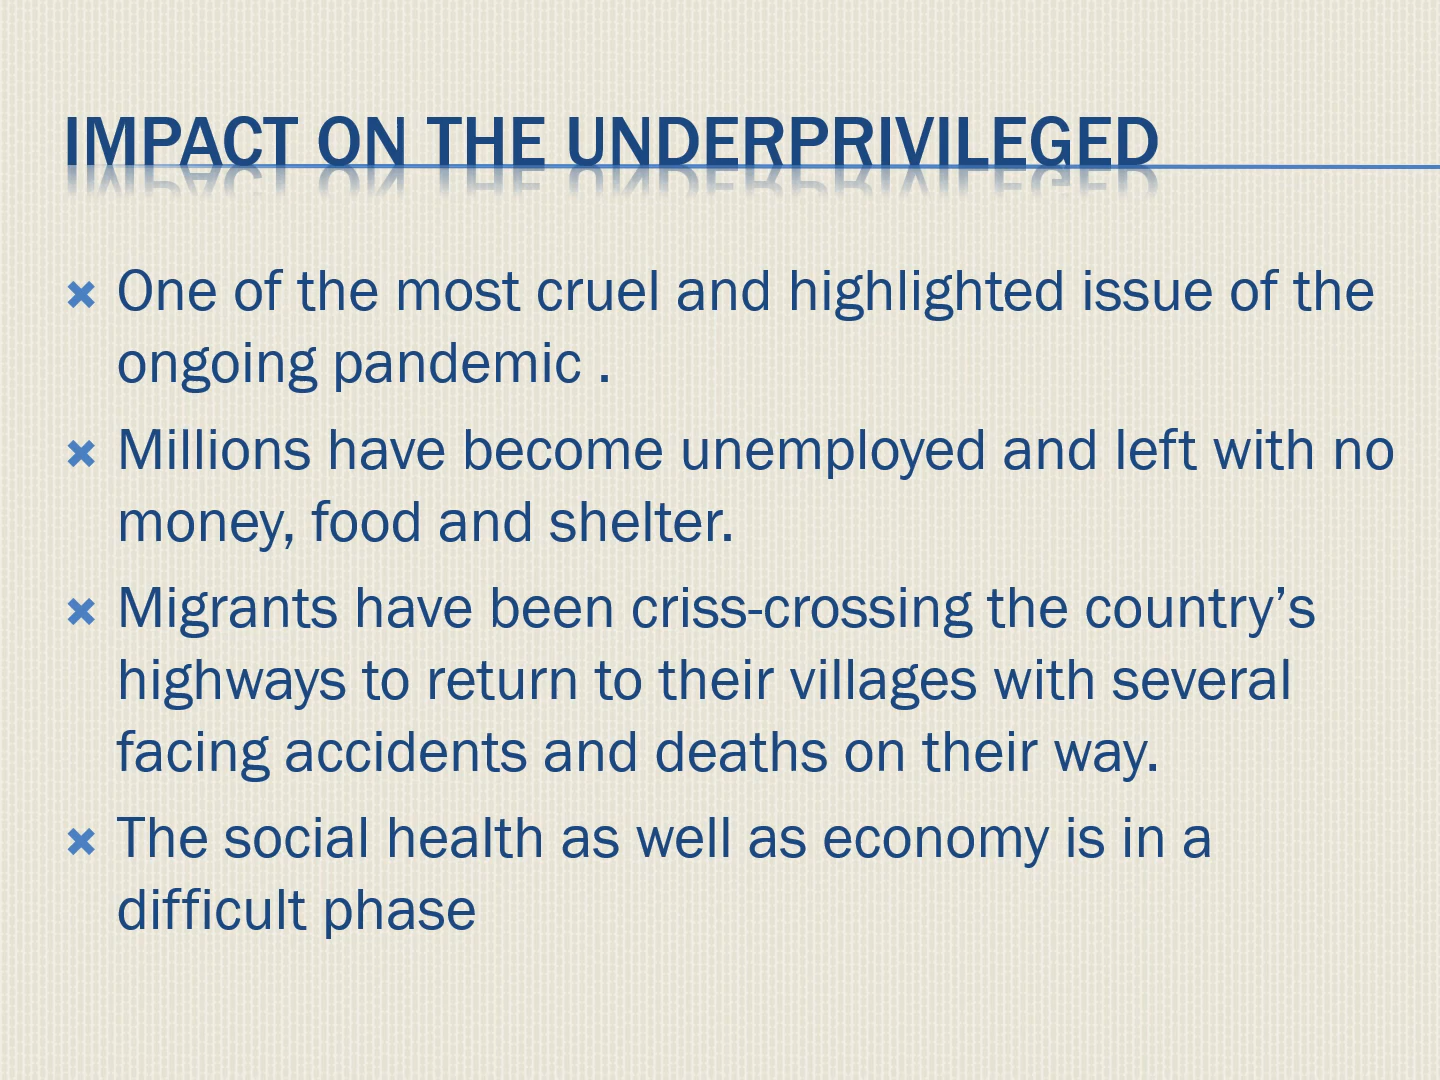 IMPACT ON THE UNDERPRIVILEGED
One of the most cruel and highlighted issue of the
ongoing pandemic .
Millions have become unemployed and left with no
money, food and shelter.
Migrants have been criss-crossing the country’s
highways to return to their villages with several
facing accidents and deaths on their way.
The social health as well as economy is in a
difficult phase